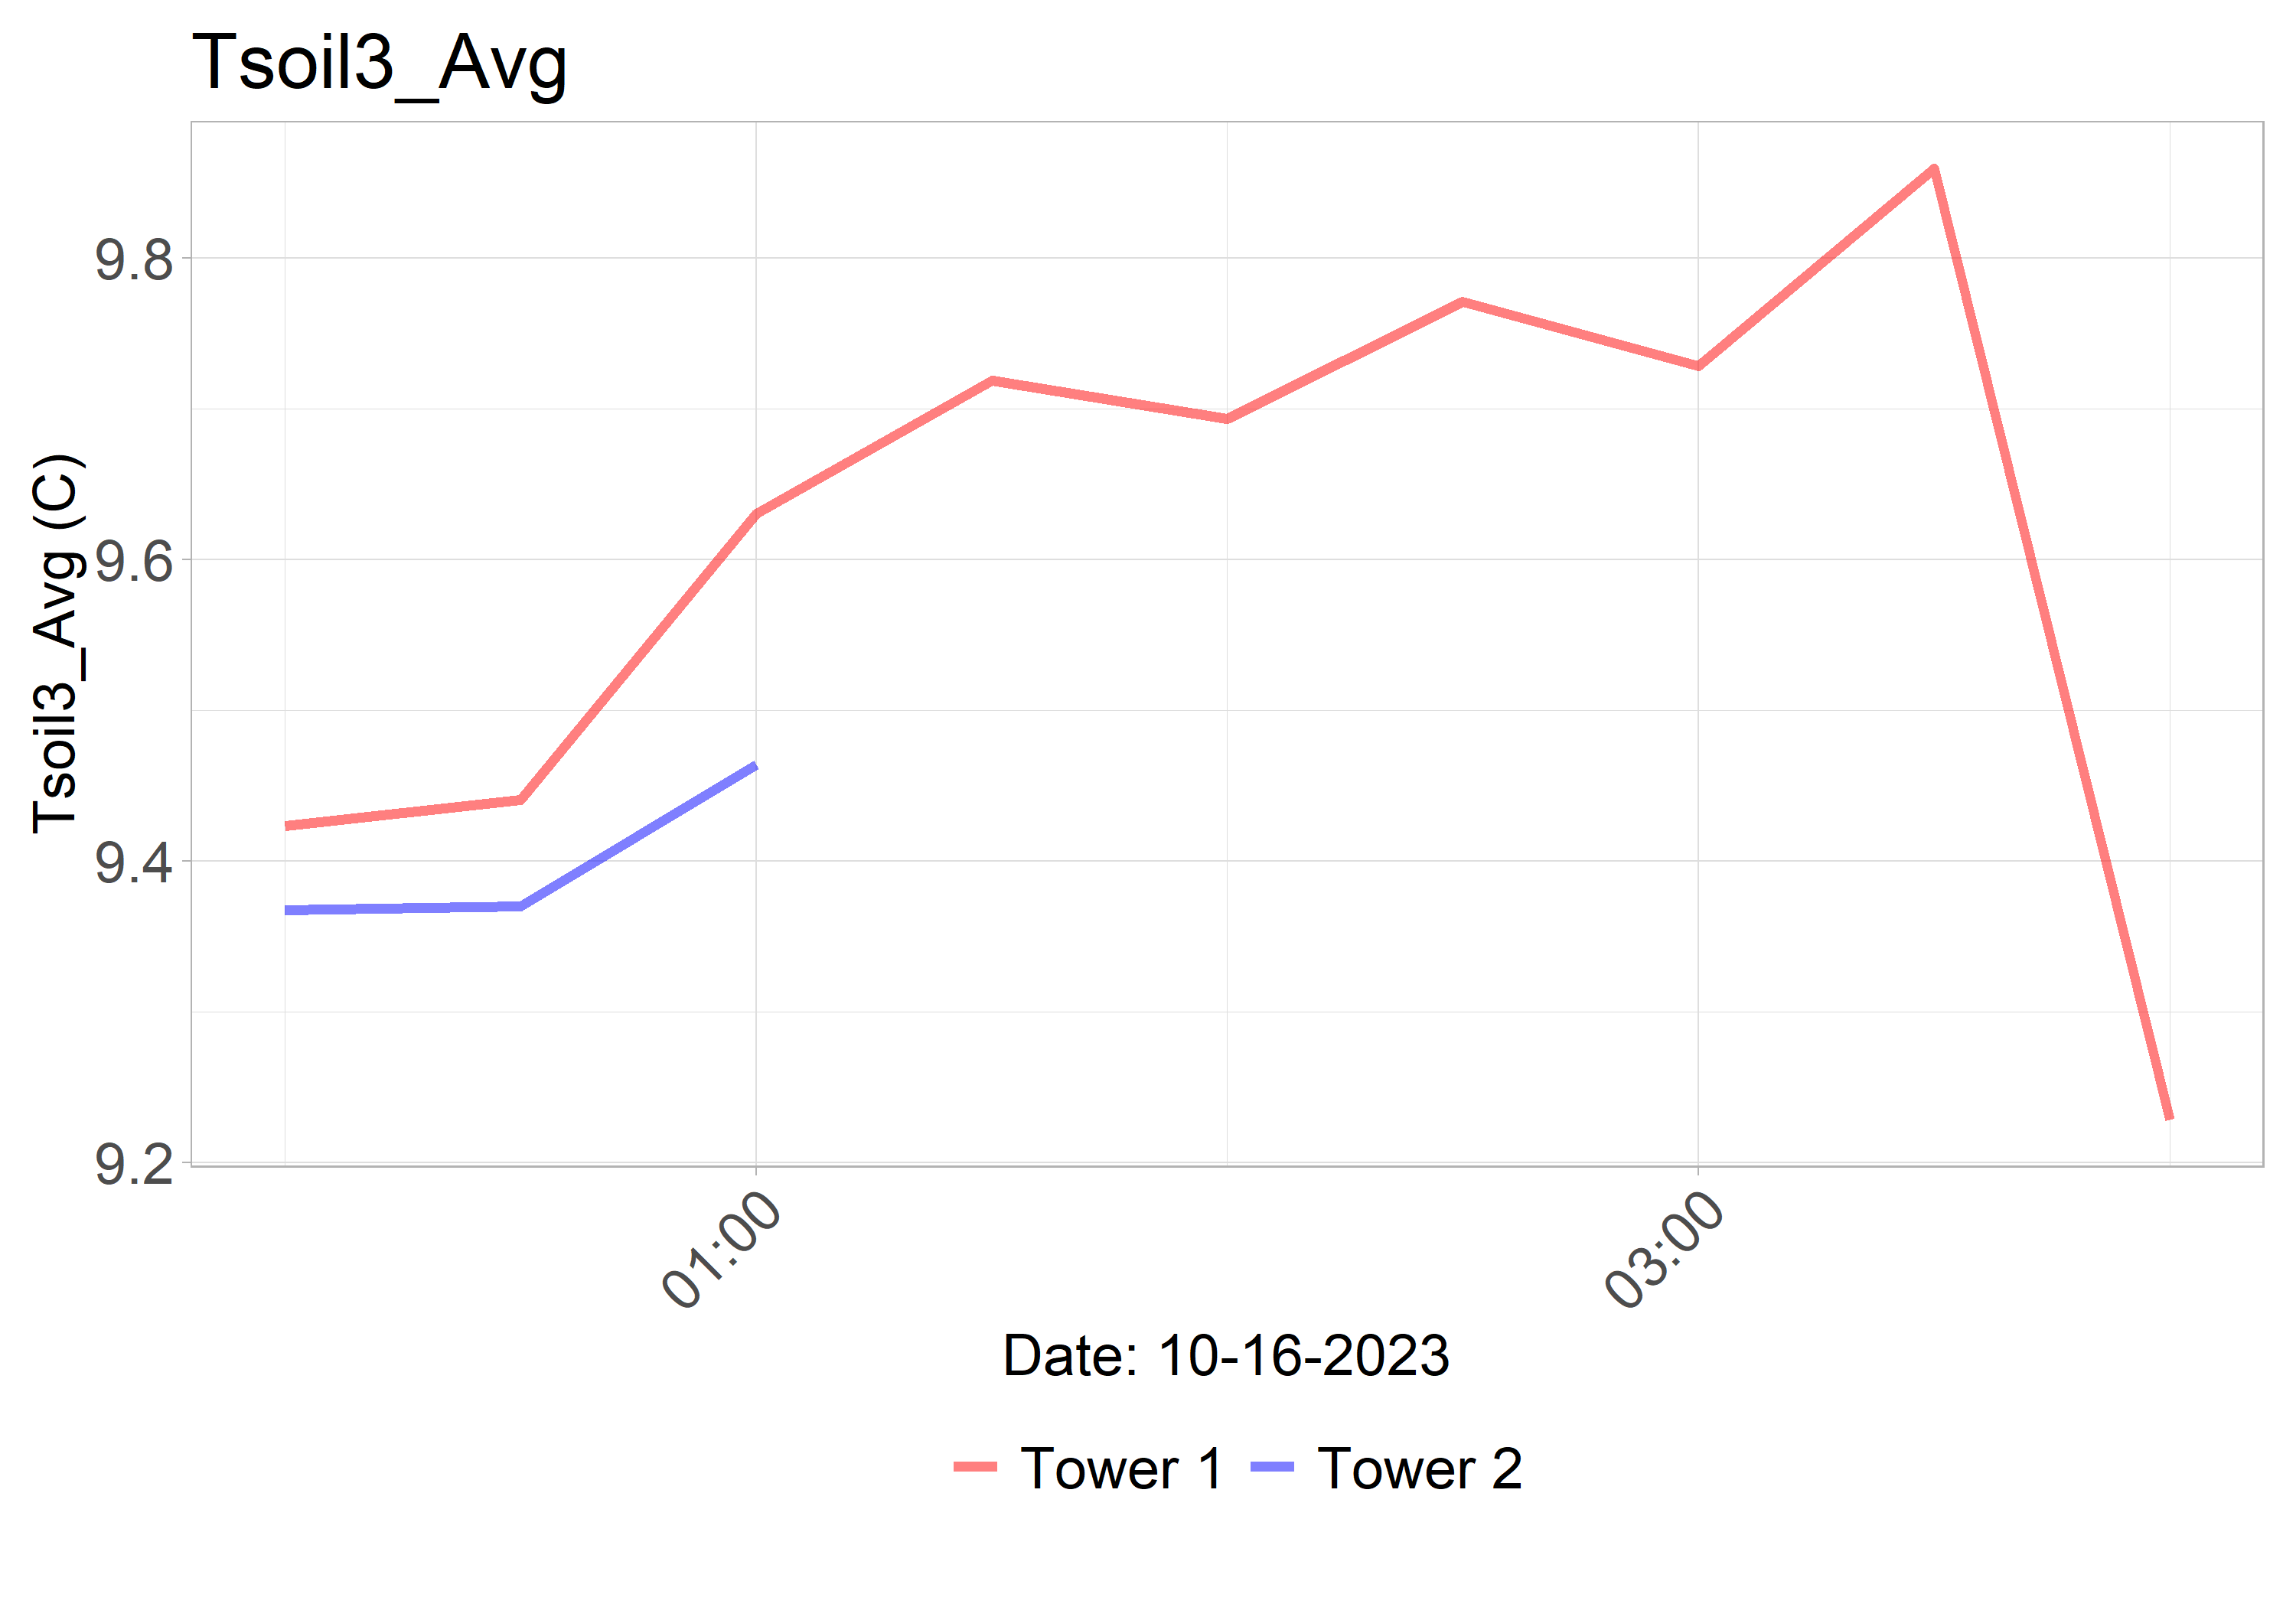 Tsoil3_Avg
Tsoil3_Avg (C)
9.8
9.6
9.4
9.2
01:00
03:00
Date: 10-16-2023
Tower 1
Tower 2